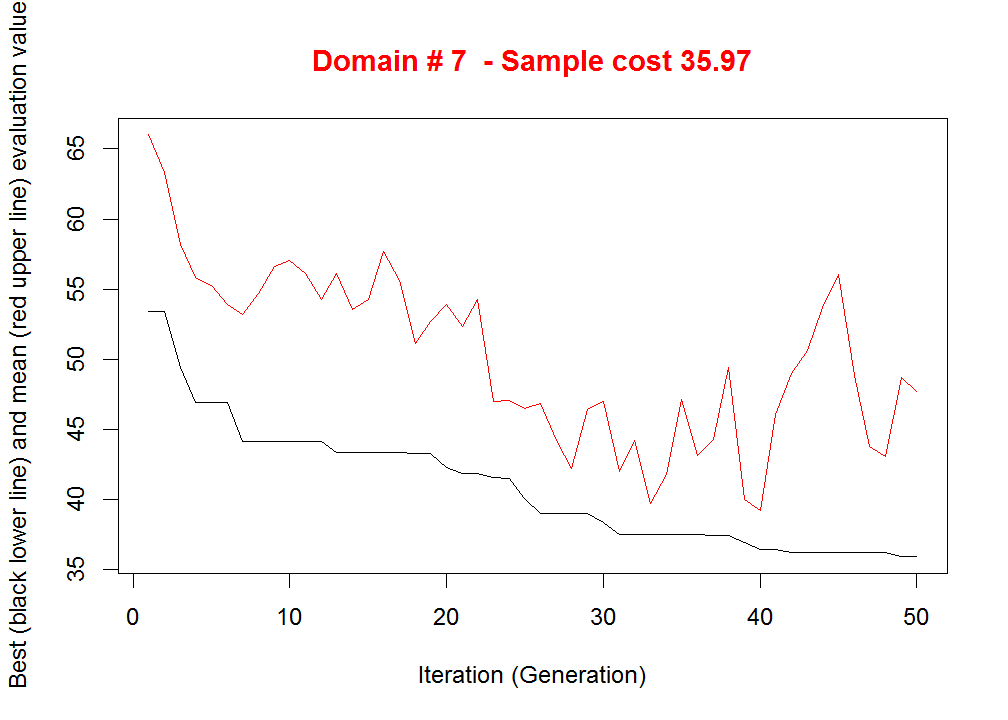 Domain # 7  - Sample cost 35.97
Best (black lower line) and mean (red upper line) evaluation value
65
60
55
50
45
40
35
0 10 20 30 40 50
Iteration (Generation)